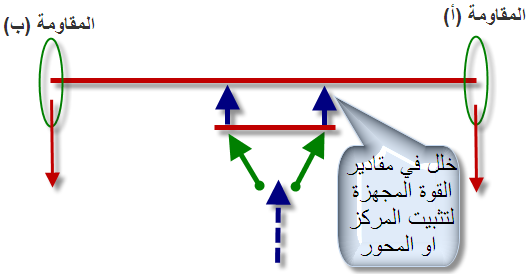 المقاومة (أ)
المقاومة (ب)
خلل في مقادير
القوة المجهزة
لتثبيت المركز
او المحور